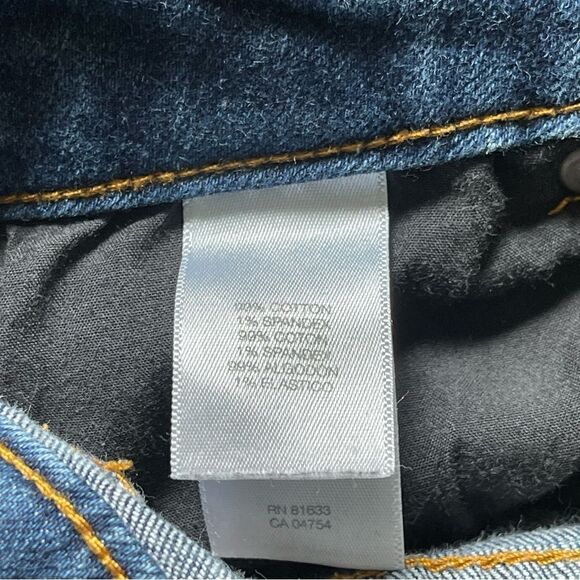 99% COTTON
1% SPANDEX
99% COTON
1% SPANDEX
99% ALGODON
1% ELASTICO
RN 81633
CA 04754